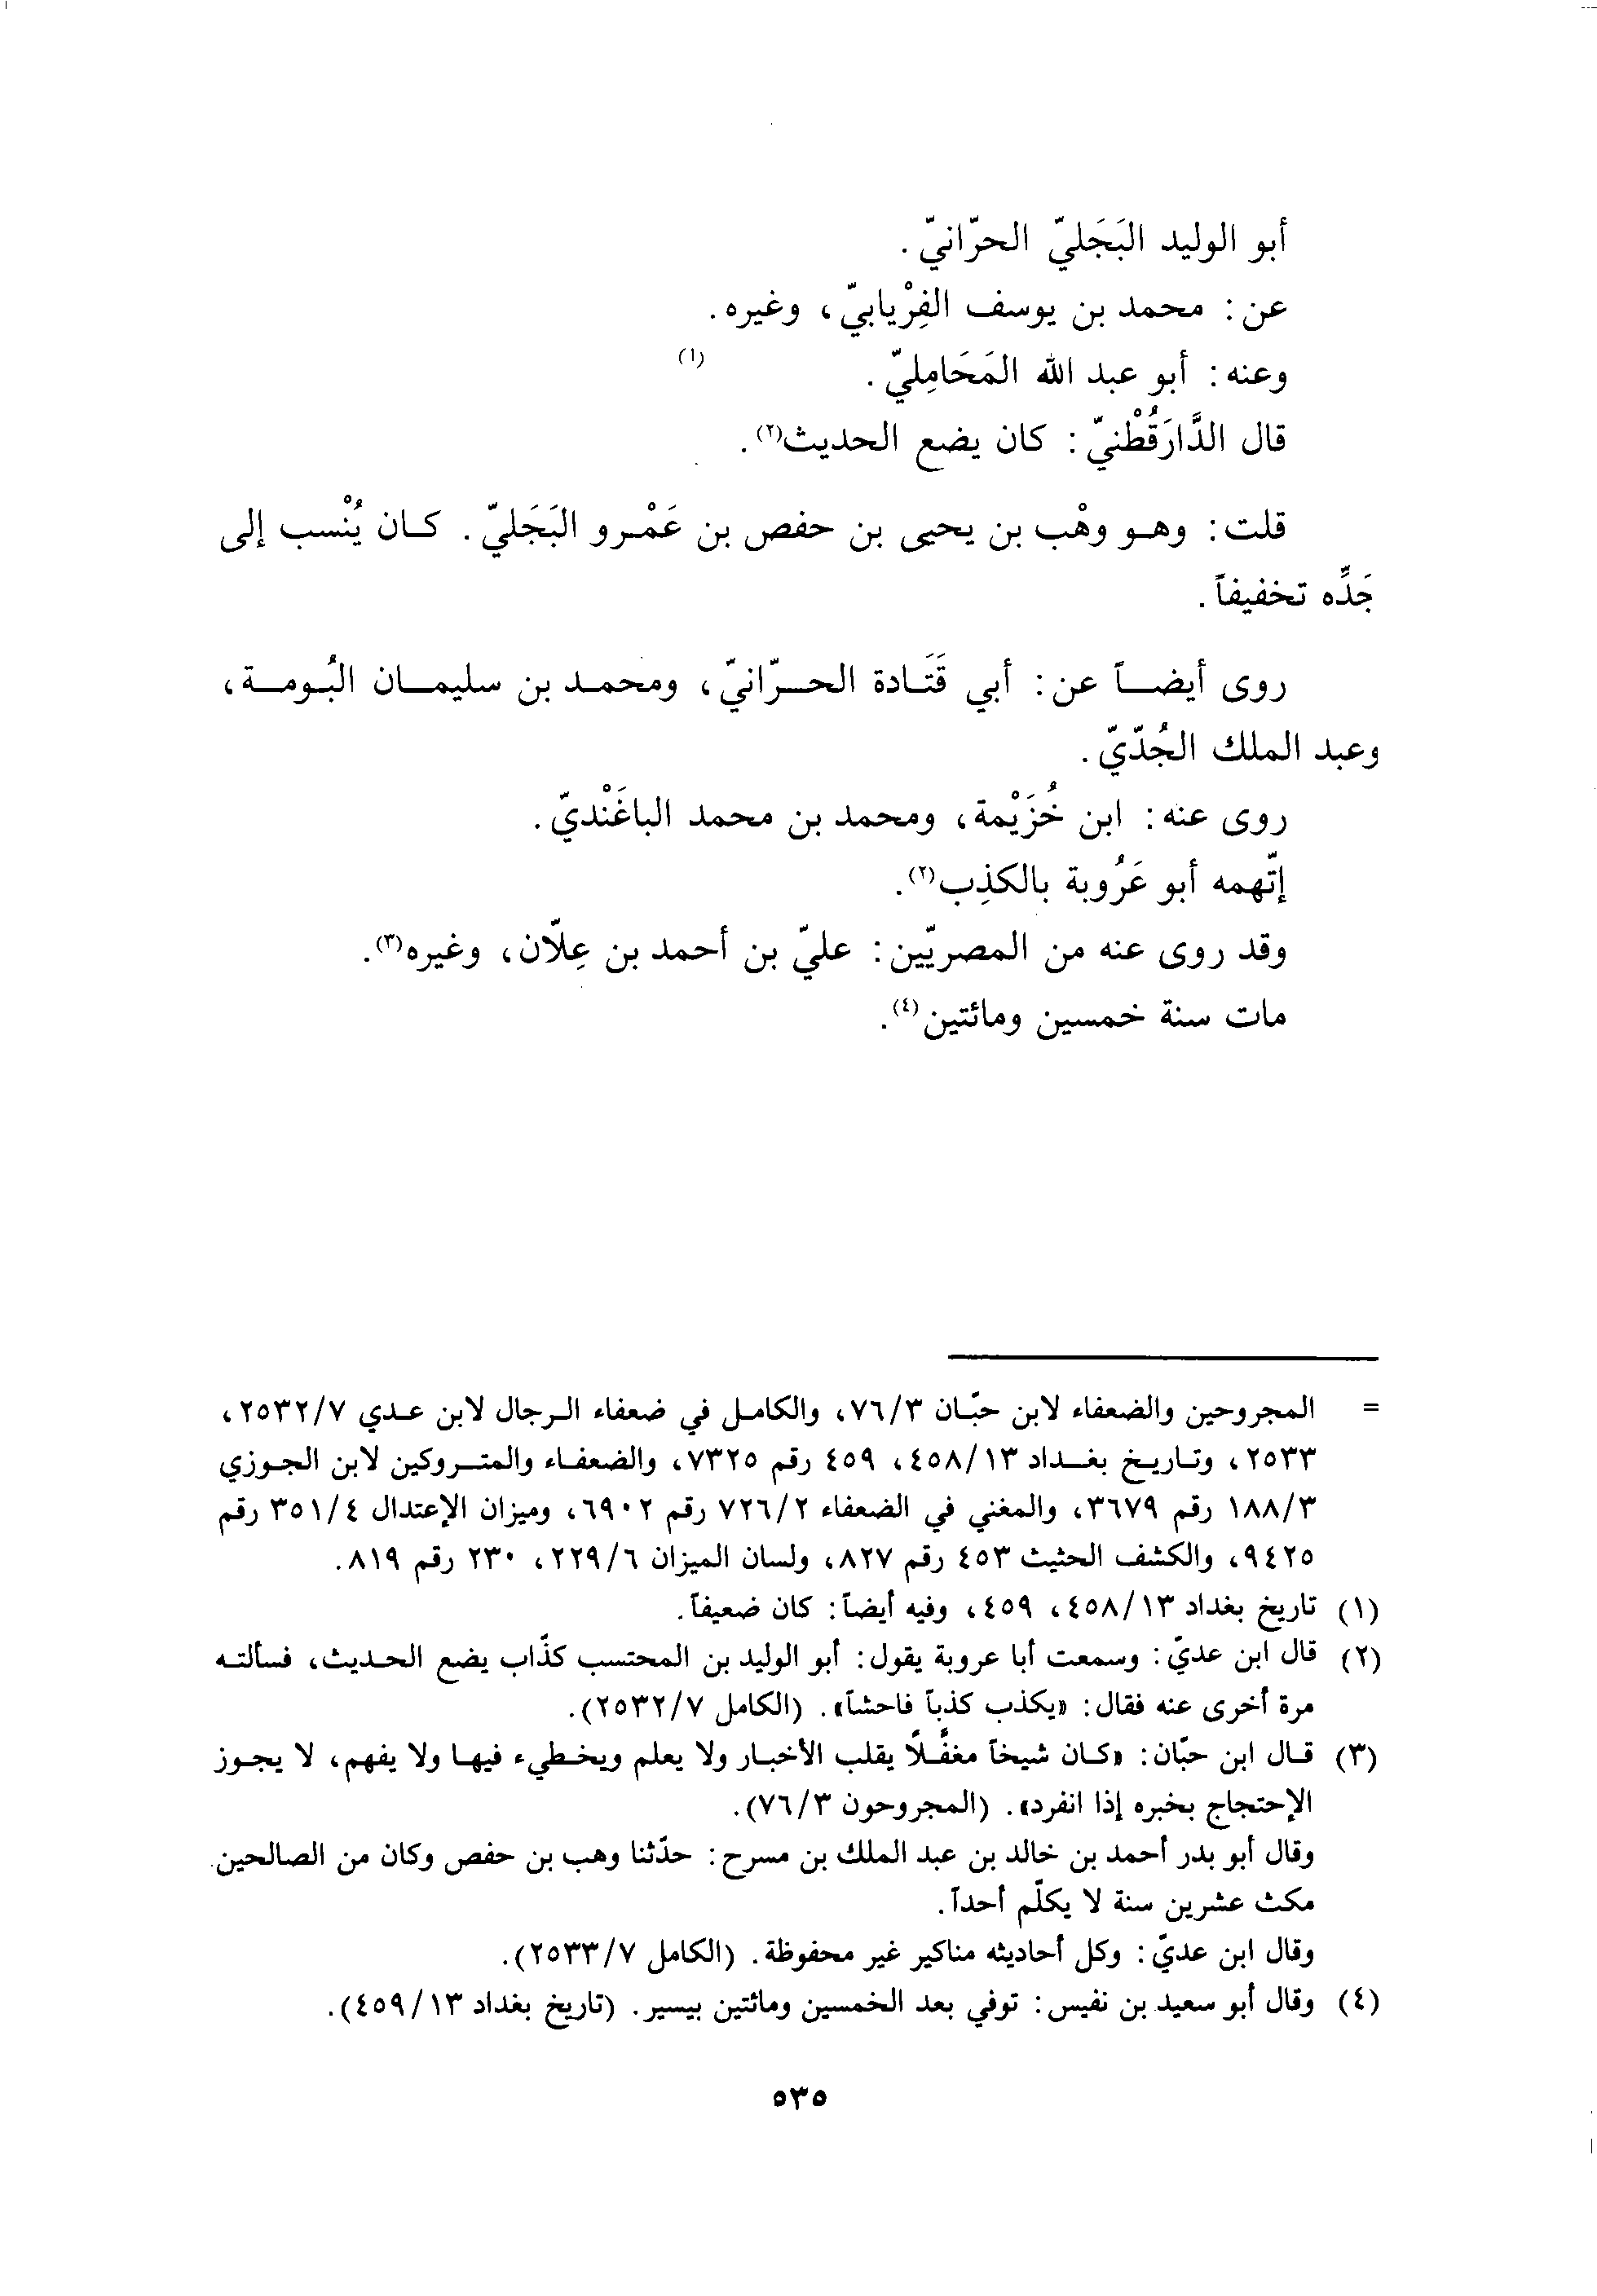 أبو الوليد البَجَليّ الحرّانيّ.
عن: محمد بن يوسف الفِرْيابيّ، وغيره.
وعنه: أبو عبد الله المَحَامِليّ. (١)
قال الدَّارَقُطْنيّ: كان يضع الحديث(٢).
قلت: وهو وهْب بن يحيى بن حفص بن عَمْرو البَجَليّ. كان يُنْسب إلى
جَدِّه تخفيفاً.
روى أيضاً عن: أبي قَتَادة الحرّانيّ، ومحمد بن سليمان البُومة،
وعبد الملك الجُدّيّ.
روى عنه: ابن خُزَيْمة، ومحمد بن محمد الباغَنْديّ.
إتّهمه أبو عَرُوبة بالكذِب(٢).
وقد روى عنه من المصريّين: عليّ بن أحمد بن عِلّان، وغيره(٣).
مات سنة خمسين ومائتين(٤).
= المجروحين والضعفاء لابن حبّان ٧٦/٣، والكامل في ضعفاء الرجال لابن عدي ٢٥٣٢/٧،
٢٥٣٣، وتاريخ بغداد ٤٥٨/١٣، ٤٥٩ رقم ٧٣٢٥، والضعفاء والمتروكين لابن الجوزي
١٨٨/٣ رقم ٣٦٧٩، والمغني في الضعفاء ٧٢٦/٢ رقم ٦٩٠٢، وميزان الإعتدال ٣٥١/٤ رقم
٩٤٢٥، والكشف الحثيث ٤٥٣ رقم ٨٢٧، ولسان الميزان ٢٢٩/٦، ٢٣٠ رقم ٨١٩.
(١) تاريخ بغداد ٤٥٨/١٣، ٤٥٩، وفيه أيضاً: كان ضعيفاً.
(٢) قال ابن عديّ: وسمعت أبا عروبة يقول: أبو الوليد بن المحتسب كذّاب يضع الحديث، فسألته
مرة أخرى عنه فقال: «يكذب كذباً فاحشاً». (الكامل ٢٥٣٢/٧).
(٣) قال ابن حبّان: «كان شيخاً مغفَّلاً يقلب الأخبار ولا يعلم ويخطيء فيها ولا يفهم، لا يجوز
الإحتجاج بخبره إذا انفرد». (المجروحون ٧٦/٣).
وقال أبو بدر أحمد بن خالد بن عبد الملك بن مسرح: حدّثنا وهب بن حفص وكان من الصالحين
مكث عشرين سنة لا يكلّم أحداً.
وقال ابن عديّ: وكل أحاديثه مناكير غير محفوظة. (الكامل ٢٥٣٣/٧).
(٤) وقال أبو سعيد بن نفيس: توفي بعد الخمسين ومائتين بيسير. (تاريخ بغداد ٤٥٩/١٣).
٥٣٥